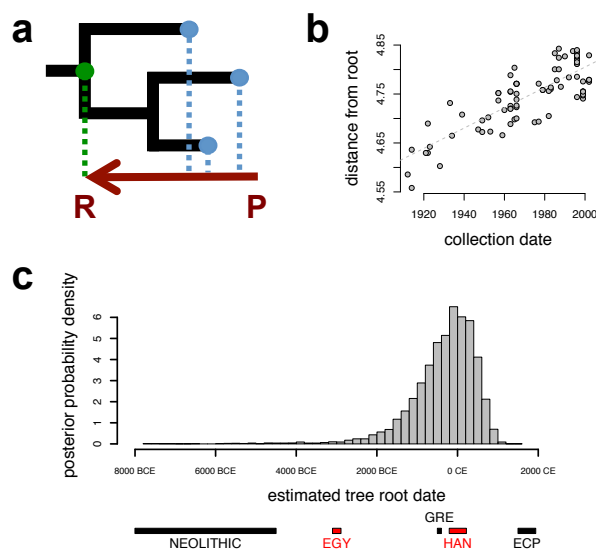 a
R
P
b
distance from root
4.85
4.75
4.65
4.55
1920 1940 1960 1980 2000
collection date
c
posterior probability density
6
5
4
3
2
1
0
8000 BCE 6000 BCE 4000 BCE 2000 BCE 0 CE 2000 CE
estimated tree root date
GRE
NEOLITHIC EGY HAN ECP